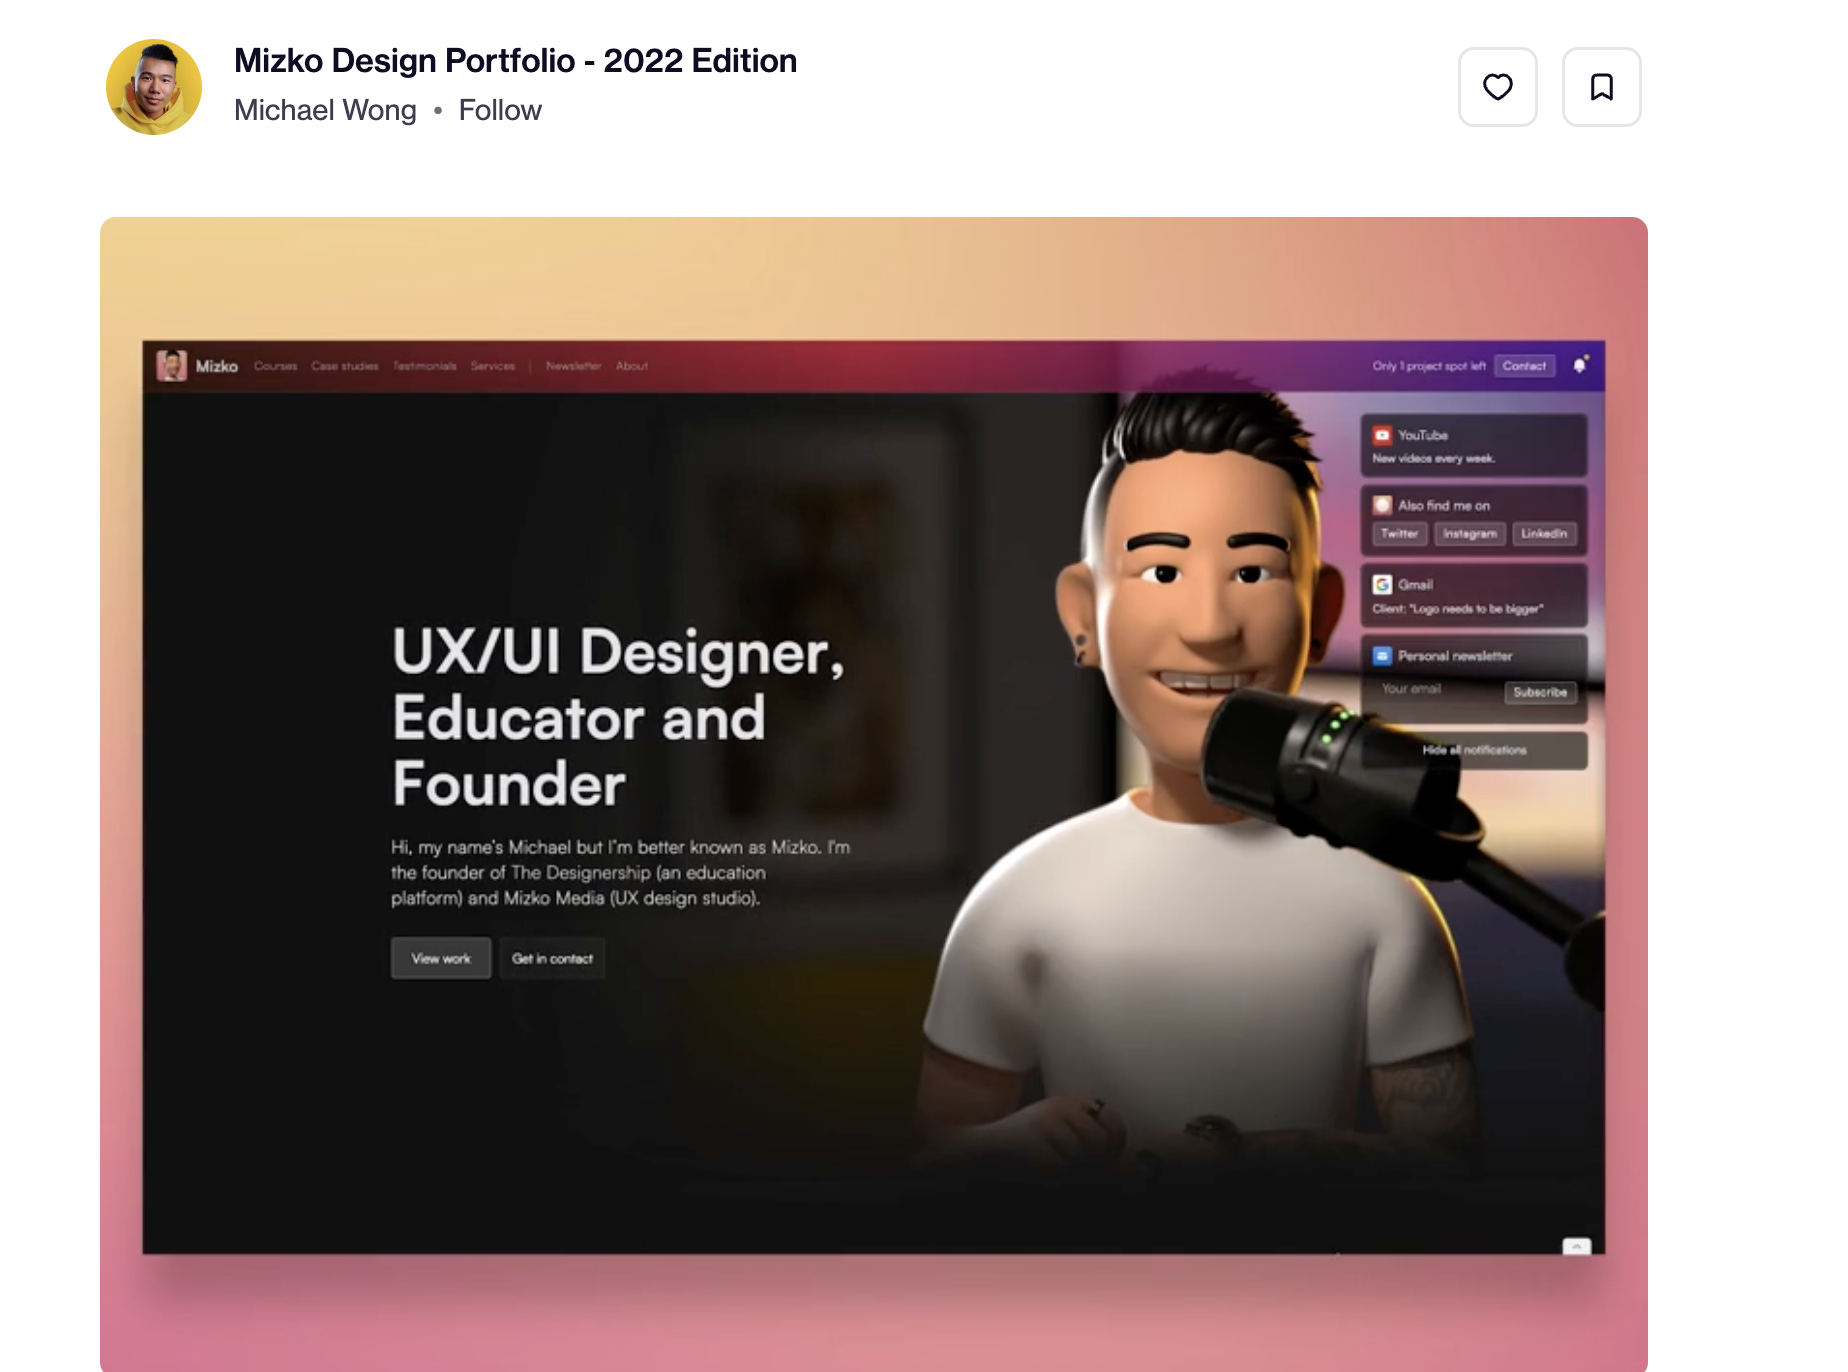 Mizko Design Portfolio - 2022 Edition
Michael Wong • Follow
Mizko Courses Case studies Testimonials Services | Newsletter About Only 1 project spot left Contact
YouTube
New videos every week.
Also find me on
Twitter Instagram LinkedIn
Gmail
Client: "Logo needs to be bigger"
Personal newsletter
Your email Subscribe
Hide all notifications
UX/UI Designer,
Educator and
Founder
Hi, my name's Michael but I'm better known as Mizko. I'm
the founder of The Designership (an education
platform) and Mizko Media (UX design studio).
View work Get in contact